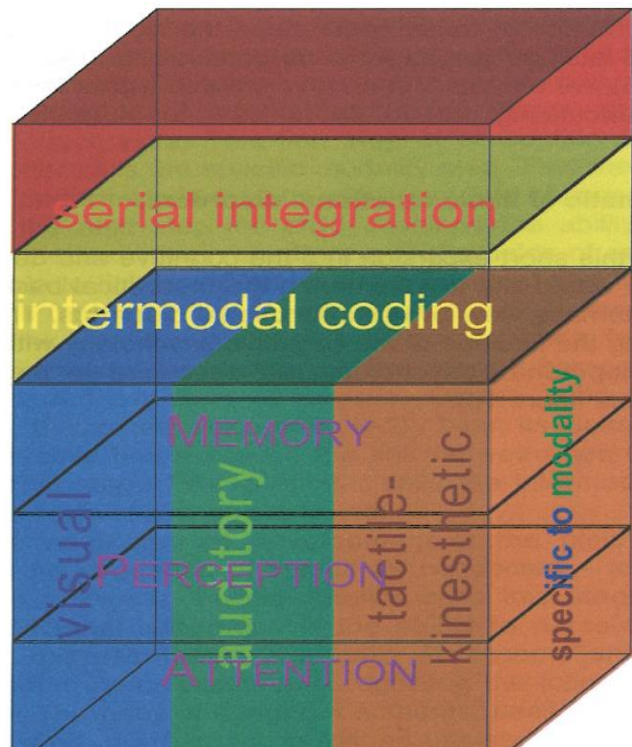 serial integration
intermodal coding
MEMORY
PERCEPTION
ATTENTION
visual
auditory
tactile-
kinesthetic
specific to modality